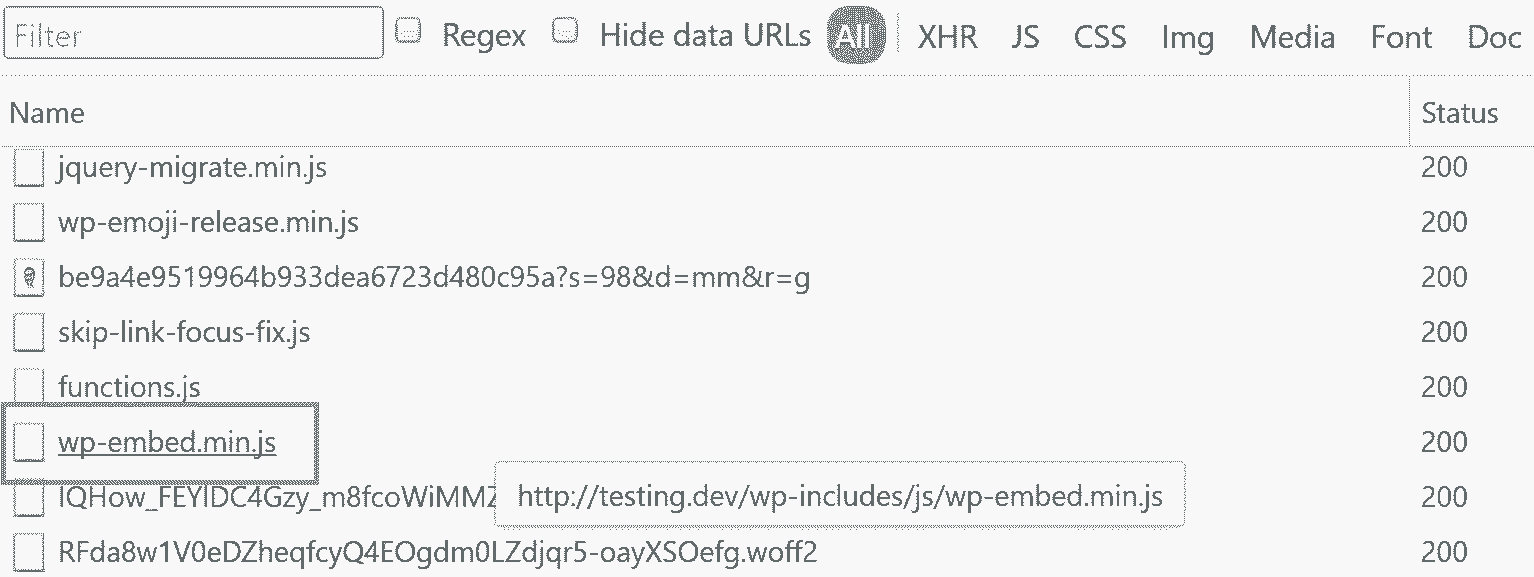 Filter Regex Hide data URLs All XHR JS CSS Img Media Font Doc
Name Status
jquery-migrate.min.js 200
wp-emoji-release.min.js 200
be9a4e9519964b933dea6723d480c95a?s=98&d=mm&r=g 200
skip-link-focus-fix.js 200
functions.js 200
wp-embed.min.js 200
http://testing.dev/wp-includes/js/wp-embed.min.js 200
RFda8w1V0eDZheqfcyQ4EOgdm0LZdjqr5-oayXSOefg.woff2 200